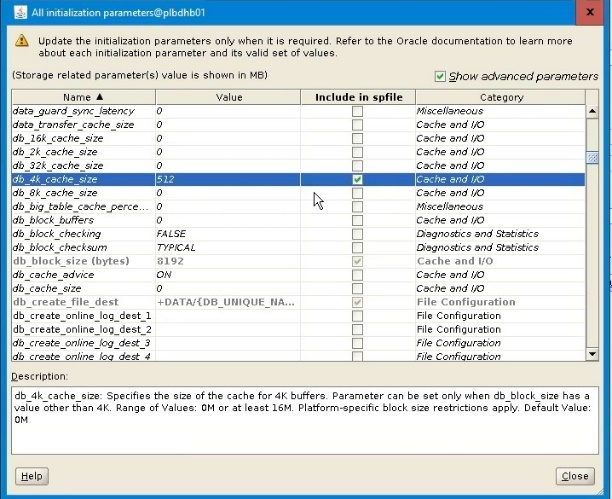 All initialization parameters@plbdhb01
Update the initialization parameters only when it is required. Refer to the Oracle documentation to learn more
about each initialization parameter and its valid set of values.
(Storage related parameter(s) value is shown in MB) Show advanced parameters
Name ▲ Value Include in spfile Category
data_guard_sync_latency 0 Miscellaneous
data_transfer_cache_size 0 Cache and I/O
db_16k_cache_size 0 Cache and I/O
db_2k_cache_size 0 Cache and I/O
db_32k_cache_size 0 Cache and I/O
db_4k_cache_size 512 Cache and I/O
db_8k_cache_size 0 Cache and I/O
db_big_table_cache_perce... 0 Miscellaneous
db_block_buffers 0 Cache and I/O
db_block_checking FALSE Diagnostics and Statistics
db_block_checksum TYPICAL Diagnostics and Statistics
db_block_size (bytes) 8192 Cache and I/O
db_cache_advice ON Cache and I/O
db_cache_size 0 Cache and I/O
db_create_file_dest +DATA/{DB_UNIQUE_NA... File Configuration
db_create_online_log_dest_1 File Configuration
db_create_online_log_dest_2 File Configuration
db_create_online_log_dest_3 File Configuration
db_create_online_log_dest_4 File Configuration
Description:
db_4k_cache_size: Specifies the size of the cache for 4K buffers. Parameter can be set only when db_block_size has a
value other than 4K. Range of Values: 0M or at least 16M. Platform-specific block size restrictions apply. Default Value:
0M
Help Close